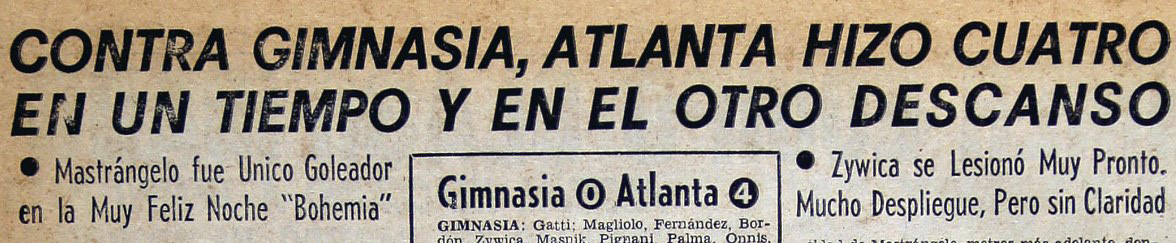 CONTRA GIMNASIA, ATLANTA HIZO CUATRO
EN UN TIEMPO Y EN EL OTRO DESCANSO
● Mastrángelo fue Unico Goleador
en la Muy Feliz Noche "Bohemia"
Gimnasia 0 Atlanta 4
GIMNASIA: Gatti; Magliolo, Fernández, Bor-
dón, Zywica, Masnik, Pignani, Palma, Onnis,
● Zywica se Lesionó Muy Pronto.
Mucho Despliegue, Pero sin Claridad